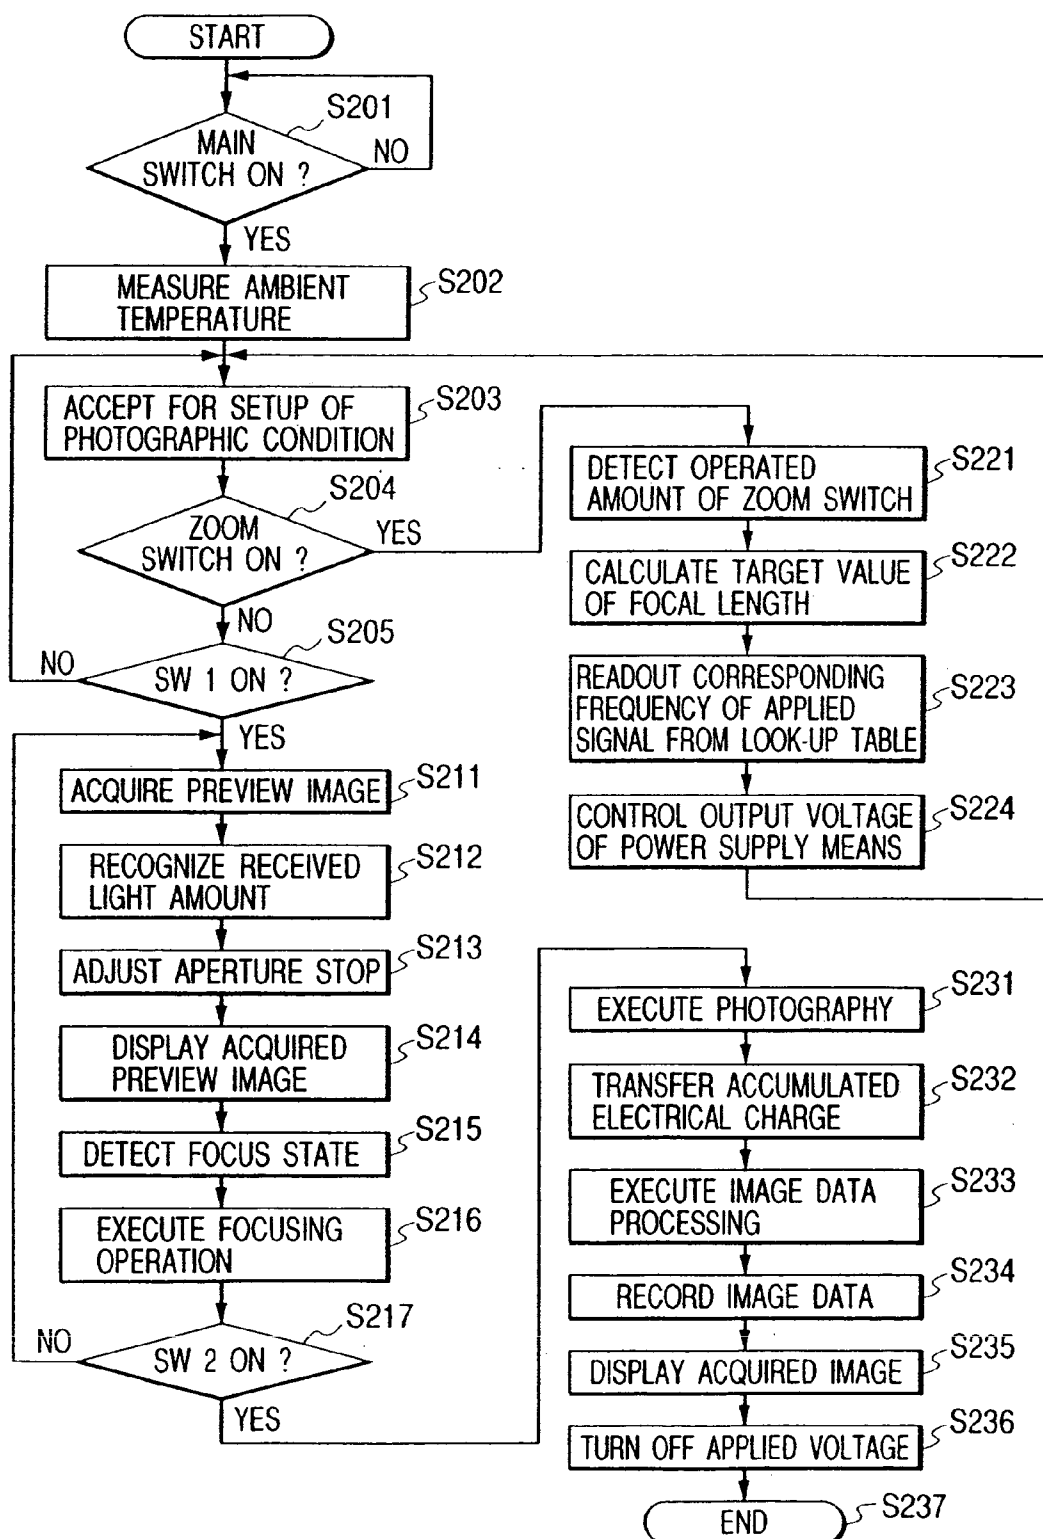 START
S201
MAIN
SWITCH ON ?
NO
YES
MEASURE AMBIENT
TEMPERATURE
S202
ACCEPT FOR SETUP OF
PHOTOGRAPHIC CONDITION
S203
S204
ZOOM
SWITCH ON ?
YES
NO
S205
SW 1 ON ?
NO
YES
ACQUIRE PREVIEW IMAGE
S211
RECOGNIZE RECEIVED
LIGHT AMOUNT
S212
ADJUST APERTURE STOP
S213
DISPLAY ACQUIRED
PREVIEW IMAGE
S214
DETECT FOCUS STATE
S215
EXECUTE FOCUSING
OPERATION
S216
S217
SW 2 ON ?
NO
YES
DETECT OPERATED
AMOUNT OF ZOOM SWITCH
S221
CALCULATE TARGET VALUE
OF FOCAL LENGTH
S222
READOUT CORRESPONDING
FREQUENCY OF APPLIED
SIGNAL FROM LOOK-UP TABLE
S223
CONTROL OUTPUT VOLTAGE
OF POWER SUPPLY MEANS
S224
EXECUTE PHOTOGRAPHY
S231
TRANSFER ACCUMULATED
ELECTRICAL CHARGE
S232
EXECUTE IMAGE DATA
PROCESSING
S233
RECORD IMAGE DATA
S234
DISPLAY ACQUIRED IMAGE
S235
TURN OFF APPLIED VOLTAGE
S236
END
S237